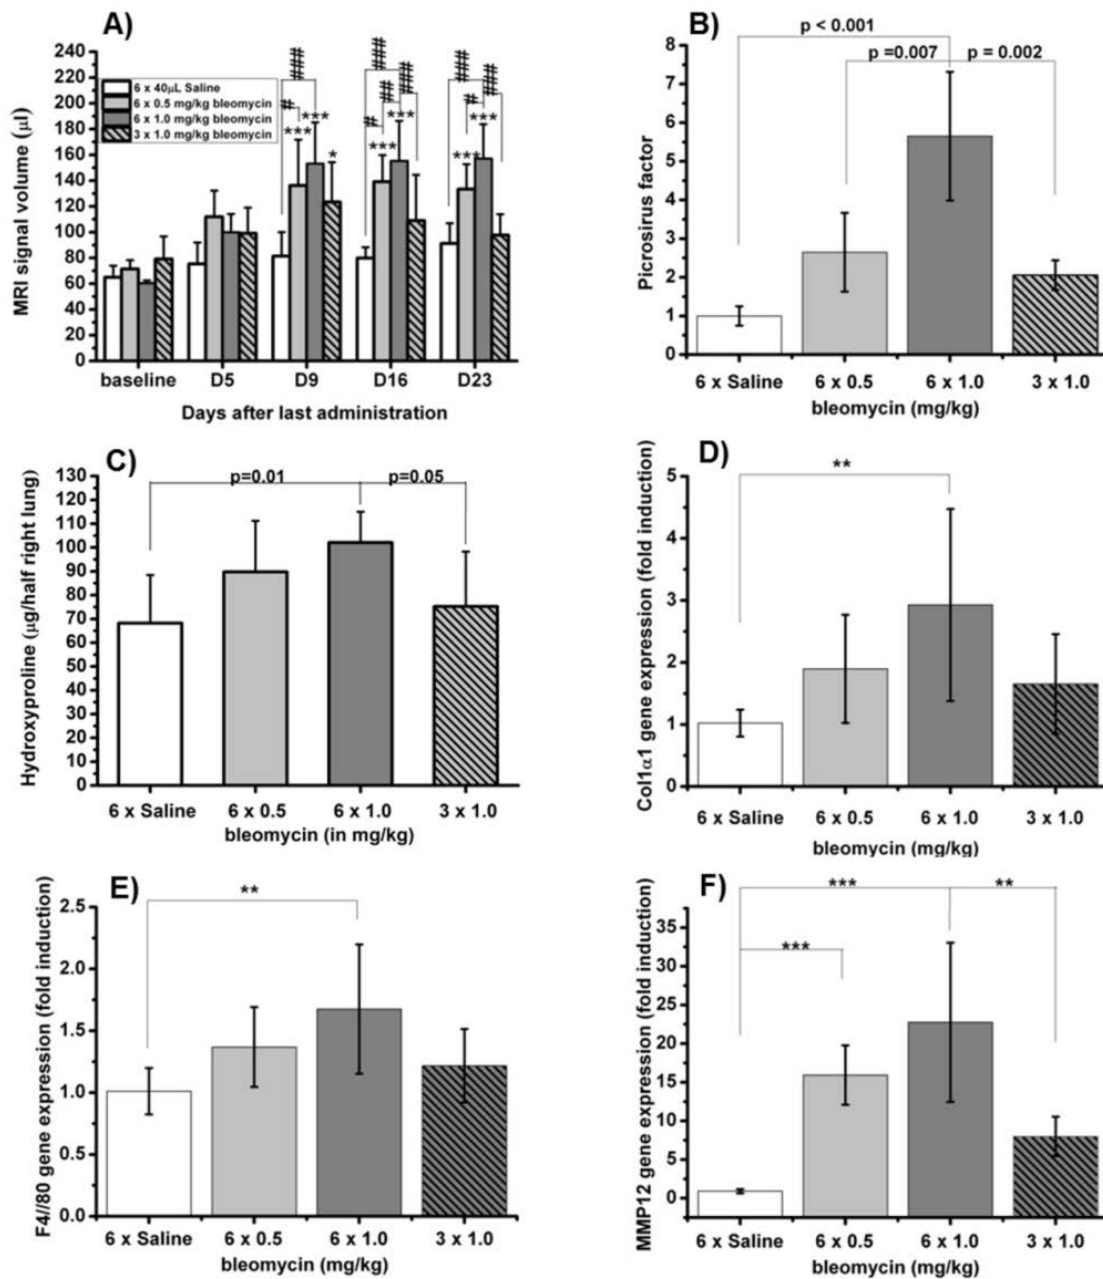 A)
240
220
200
180
160
140
120
100
80
60
40
20
0
MRI signal volume (µl)
6 x 40µL Saline
6 x 0.5 mg/kg bleomycin
6 x 1.0 mg/kg bleomycin
3 x 1.0 mg/kg bleomycin
###
#
***
***
*
###
##
###
#
***
***
###
#
###
***
***
baseline D5 D9 D16 D23
Days after last administration
B)
8
7
6
5
4
3
2
1
0
Picrosirus factor
p < 0.001
p =0.007 p = 0.002
6 x Saline 6 x 0.5 6 x 1.0 3 x 1.0
bleomycin (mg/kg)
C)
130
120
110
100
90
80
70
60
50
40
30
20
10
0
Hydroxyproline (µg/half right lung)
p=0.01 p=0.05
6 x Saline 6 x 0.5 6 x 1.0 3 x 1.0
bleomycin (in mg/kg)
D)
5
4
3
2
1
0
Col1α1 gene expression (fold induction)
**
6 x Saline 6 x 0.5 6 x 1.0 3 x 1.0
bleomycin (mg/kg)
E)
2.5
2.0
1.5
1.0
0.5
0.0
F4//80 gene expression (fold induction)
**
6 x Saline 6 x 0.5 6 x 1.0 3 x 1.0
bleomycin (mg/kg)
F)
35
30
25
20
15
10
5
0
MMP12 gene expression (fold induction)
*** **
***
6 x Saline 6 x 0.5 6 x 1.0 3 x 1.0
bleomycin (mg/kg)